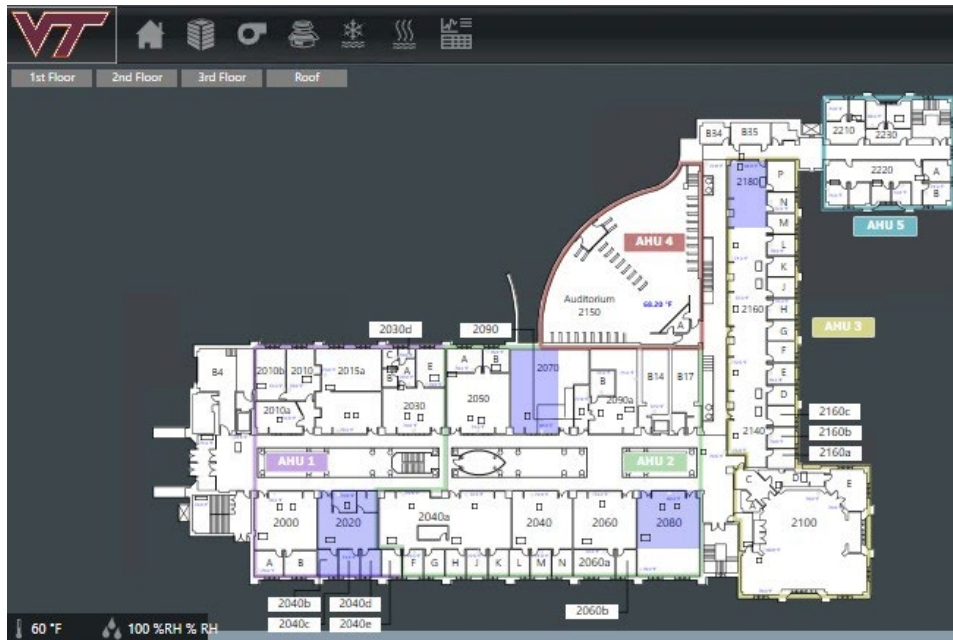 VT
1st Floor 2nd Floor 3rd Floor Roof
B34 B35
2210 2230
2220 A
B
2180 P
N
M
AHU 5
AHU 4
L
K
J
Auditorium
2150
68.20 °F
A
2160 H
G
F
E
D
AHU 3
2030d 2090
B4 2010b 2010 2015a C A B E
A B 2070
B B14 B17
2010a 2030 2050 2090a
2140 2160c
2160b
2160a
AHU 1 AHU 2
C D E
A
2100
2000 2020 2040a 2040 2060 2080
A B F G H J K L M N 2060a
2040b 2040d
2040c 2040e
2060b
60 °F 100 %RH % RH